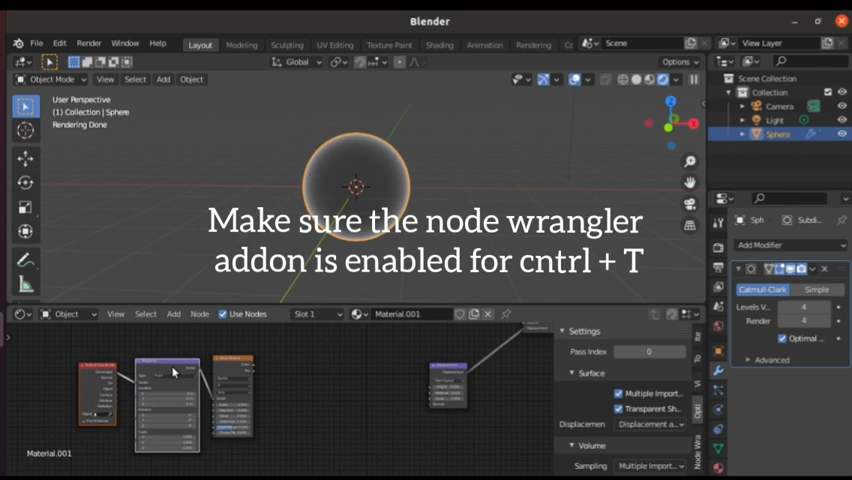 Blender
File Edit Render Window Help
Layout Modeling Sculpting UV Editing Texture Paint Shading Animation Rendering
Scene
View Layer
Global
Options
Object Mode View Select Add Object
User Perspective
(1) Collection | Sphere
Rendering Done
Scene Collection
Collection
Camera
Light
Sphere
Make sure the node wrangler
addon is enabled for cntrl + T
Sph
Subdi...
Add Modifier
Catmull-Clark Simple
Levels V... 4
Render 4
Optimal ...
Advanced
Object View Select Add Node Use Nodes Slot 1 Material.001
Settings
Pass Index 0
Surface
Multiple Import...
Transparent Sh...
Displacemen Displacement a...
Volume
Sampling Multiple Import...
Material.001